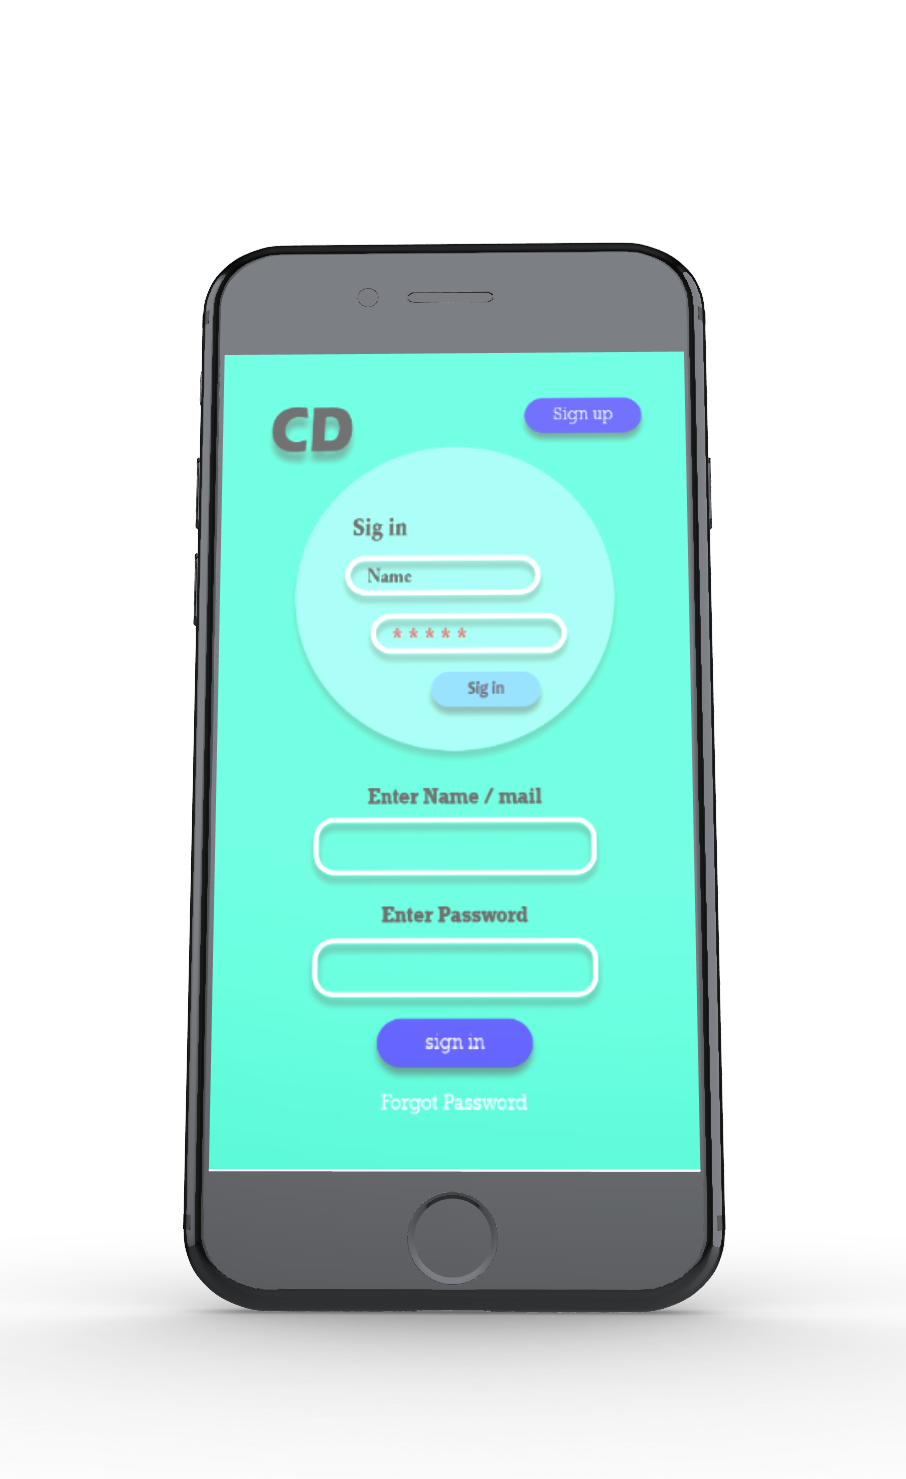 CD
Sign up
Sig in
Name
*****
Sig in
Enter Name / mail
Enter Password
sign in
Forgot Password